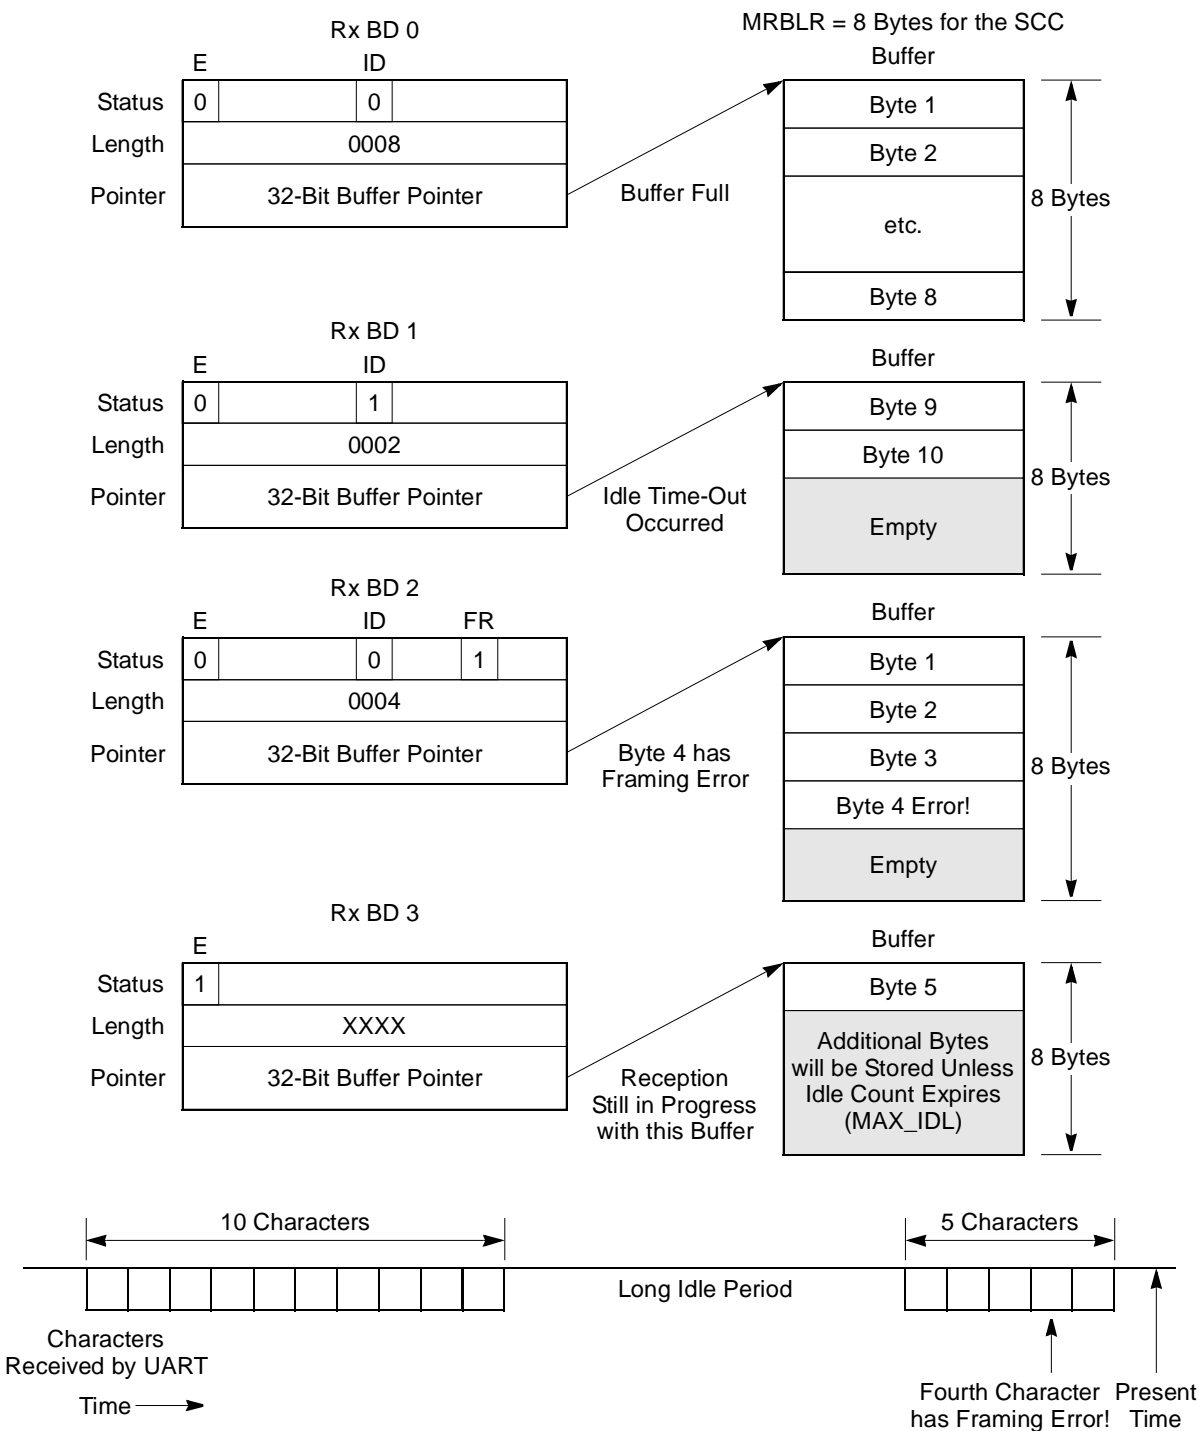 MRBLR = 8 Bytes for the SCC
Rx BD 0
Buffer
E ID
Status 0 0
Byte 1
Length 0008
Byte 2
Pointer 32-Bit Buffer Pointer
Buffer Full
8 Bytes
etc.
Byte 8
Rx BD 1
Buffer
E ID
Status 0 1
Byte 9
Length 0002
Byte 10
Pointer 32-Bit Buffer Pointer
Idle Time-Out
Occurred
8 Bytes
Empty
Rx BD 2
Buffer
E ID FR
Status 0 0 1
Byte 1
Length 0004
Byte 2
Pointer 32-Bit Buffer Pointer
Byte 4 has
Framing Error
Byte 3
8 Bytes
Byte 4 Error!
Empty
Rx BD 3
Buffer
E
Status 1
Byte 5
Length XXXX
Pointer 32-Bit Buffer Pointer
Reception
Still in Progress
with this Buffer
Additional Bytes
will be Stored Unless
Idle Count Expires
(MAX_IDL)
8 Bytes
10 Characters
5 Characters
Long Idle Period
Characters
Received by UART
Time
Fourth Character
has Framing Error!
Present
Time